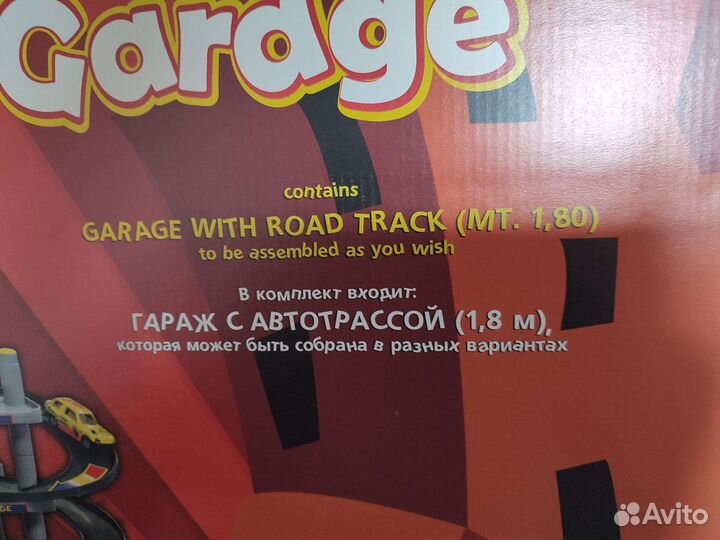 Garage
contains
GARAGE WITH ROAD TRACK (MT. 1,80)
to be assembled as you wish
В комплект входит:
ГАРАЖ С АВТОТРАССОЙ (1,8 м),
которая может быть собрана в разных вариантах
GE
Avito